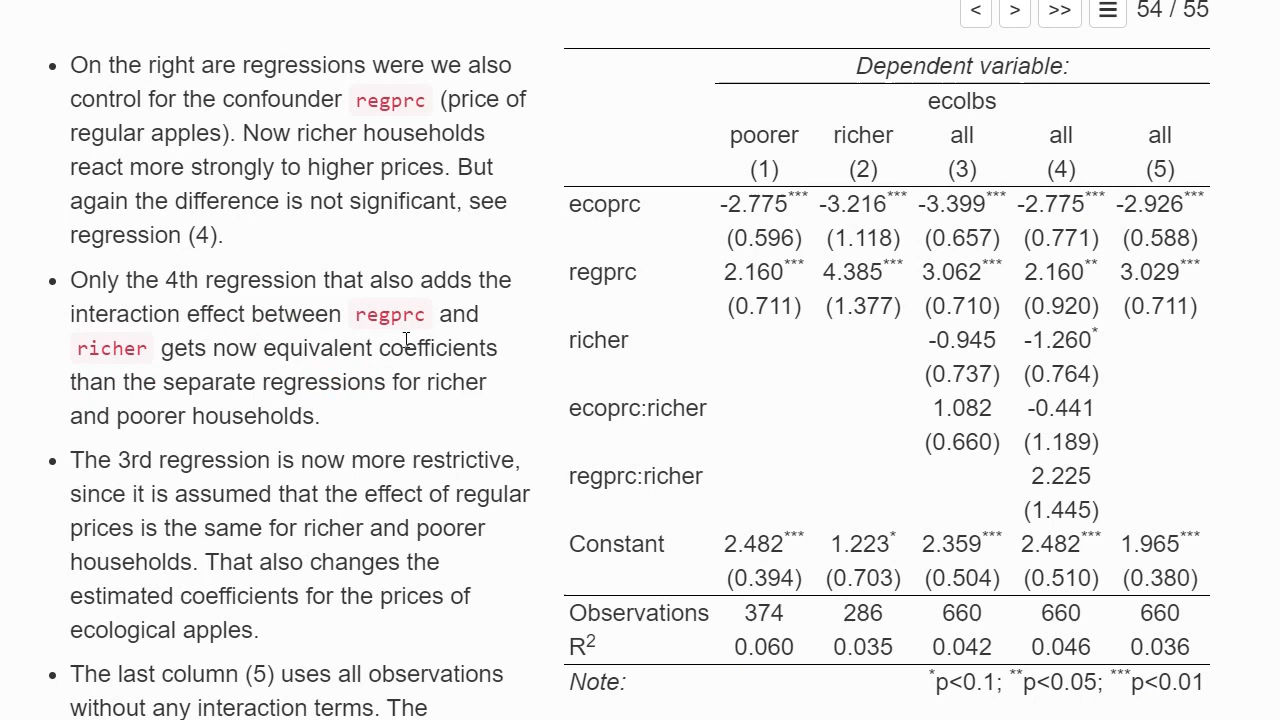 < > >> ☰ 54 / 55
On the right are regressions were we also
control for the confounder regprc (price of
regular apples). Now richer households
react more strongly to higher prices. But
again the difference is not significant, see
regression (4).
Only the 4th regression that also adds the
interaction effect between regprc and
richer gets now equivalent coefficients
than the separate regressions for richer
and poorer households.
The 3rd regression is now more restrictive,
since it is assumed that the effect of regular
prices is the same for richer and poorer
households. That also changes the
estimated coefficients for the prices of
ecological apples.
The last column (5) uses all observations
without any interaction terms. The
Dependent variable:
ecolbs
poorer richer all all all
(1) (2) (3) (4) (5)
ecoprc -2.775*** -3.216*** -3.399*** -2.775*** -2.926***
(0.596) (1.118) (0.657) (0.771) (0.588)
regprc 2.160*** 4.385*** 3.062*** 2.160** 3.029***
(0.711) (1.377) (0.710) (0.920) (0.711)
richer -0.945 -1.260*
(0.737) (0.764)
ecoprc:richer 1.082 -0.441
(0.660) (1.189)
regprc:richer 2.225
(1.445)
Constant 2.482*** 1.223* 2.359*** 2.482*** 1.965***
(0.394) (0.703) (0.504) (0.510) (0.380)
Observations 374 286 660 660 660
R2 0.060 0.035 0.042 0.046 0.036
Note: *p<0.1; **p<0.05; ***p<0.01